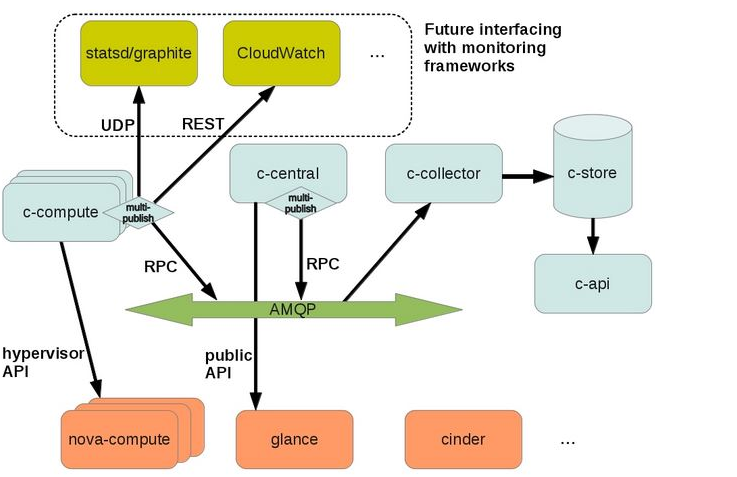 statsd/graphite
CloudWatch
...
Future interfacing
with monitoring
frameworks
UDP
REST
c-compute
multi-
publish
c-central
multi-
publish
c-collector
c-store
c-api
RPC
RPC
AMQP
hypervisor
API
public
API
nova-compute
glance
cinder
...